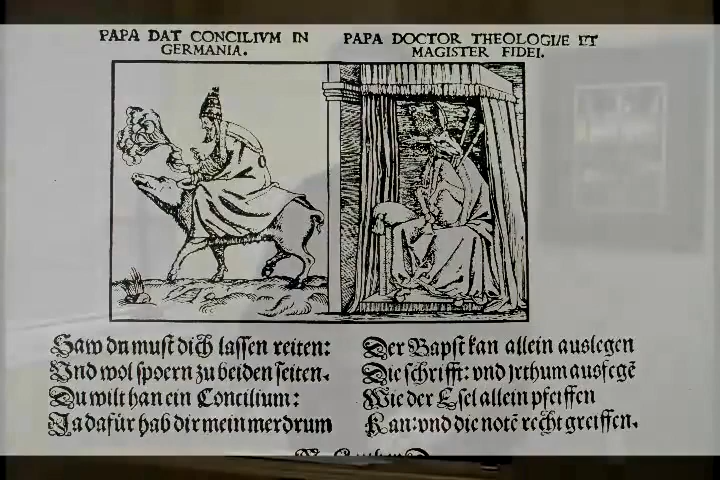 PAPA DAT CONCILIVM IN
GERMANIA.
PAPA DOCTOR THEOLOGIÆ ET
MAGISTER FIDEI.
Saw du must dich lassen reiten:
Vnd wol spoern zu beiden seiten.
Du wilt han ein Concilium:
Ja dafür hab dir mein merdrum
Der Bapst kan allein auslegen
Die schrifft: vnd jrthum ausfegē
Wie der Esel allein pfeiffen
Kan: vnd die notē recht greiffen.